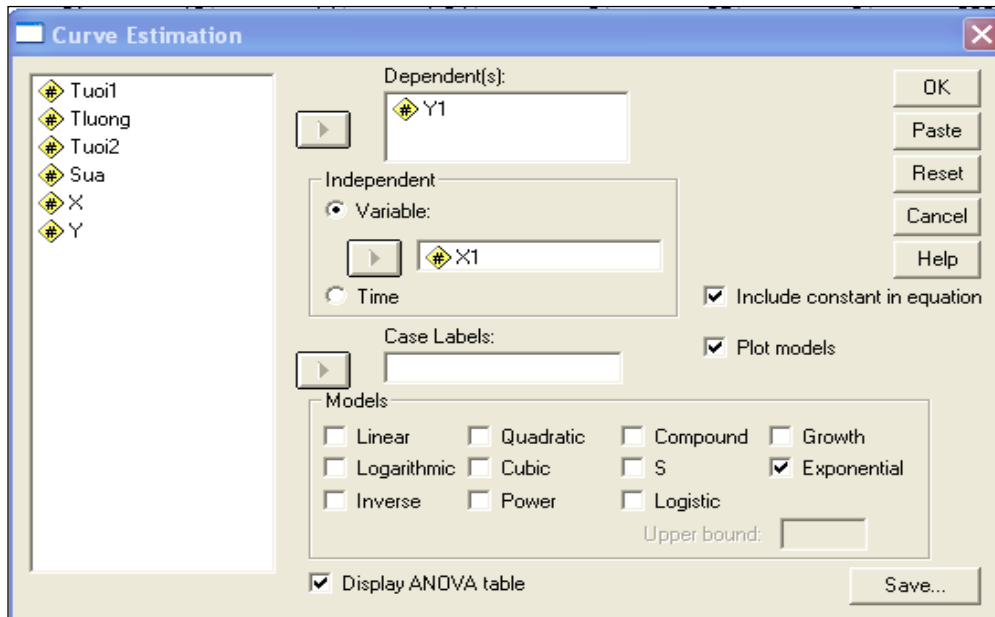 Curve Estimation
Tuoi1
Tluong
Tuoi2
Sua
X
Y
Dependent(s):
Y1
Independent
Variable:
X1
Time
Case Labels:
OK
Paste
Reset
Cancel
Help
Include constant in equation
Plot models
Models
Linear Quadratic Compound Growth
Logarithmic Cubic S Exponential
Inverse Power Logistic
Upper bound:
Display ANOVA table
Save...